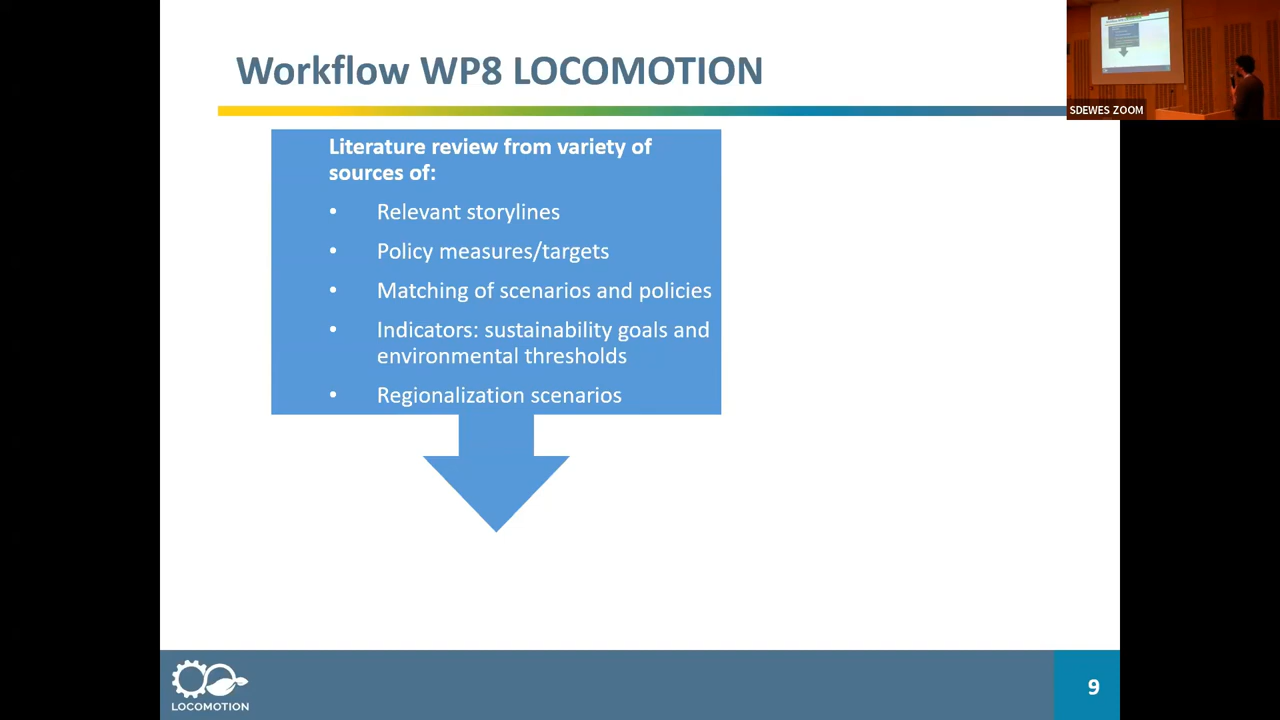 Workflow WP8 LOCOMOTION
SDEWES ZOOM
Literature review from variety of
sources of:
• Relevant storylines
• Policy measures/targets
• Matching of scenarios and policies
• Indicators: sustainability goals and
environmental thresholds
• Regionalization scenarios
LOCOMOTION
9